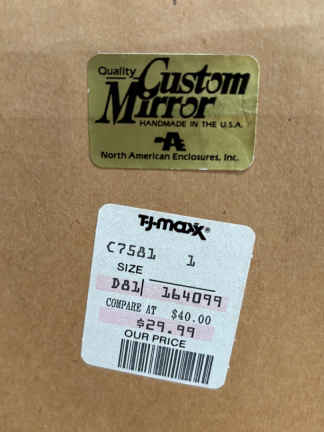 Quality Custom
Mirror
HANDMADE IN THE U.S.A.
North American Enclosures, Inc.
T·J·maxx®
C7581 1
SIZE
D81 164099
COMPARE AT $40.00
$29.99
OUR PRICE